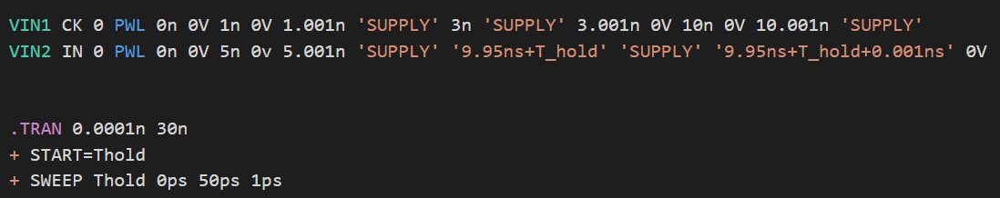 VIN1 CK 0 PWL 0n 0V 1n 0V 1.001n 'SUPPLY' 3n 'SUPPLY' 3.001n 0V 10n 0V 10.001n 'SUPPLY'
VIN2 IN 0 PWL 0n 0V 5n 0v 5.001n 'SUPPLY' '9.95ns+T_hold' 'SUPPLY' '9.95ns+T_hold+0.001ns' 0V
.TRAN 0.0001n 30n
+ START=Thold
+ SWEEP Thold 0ps 50ps 1ps